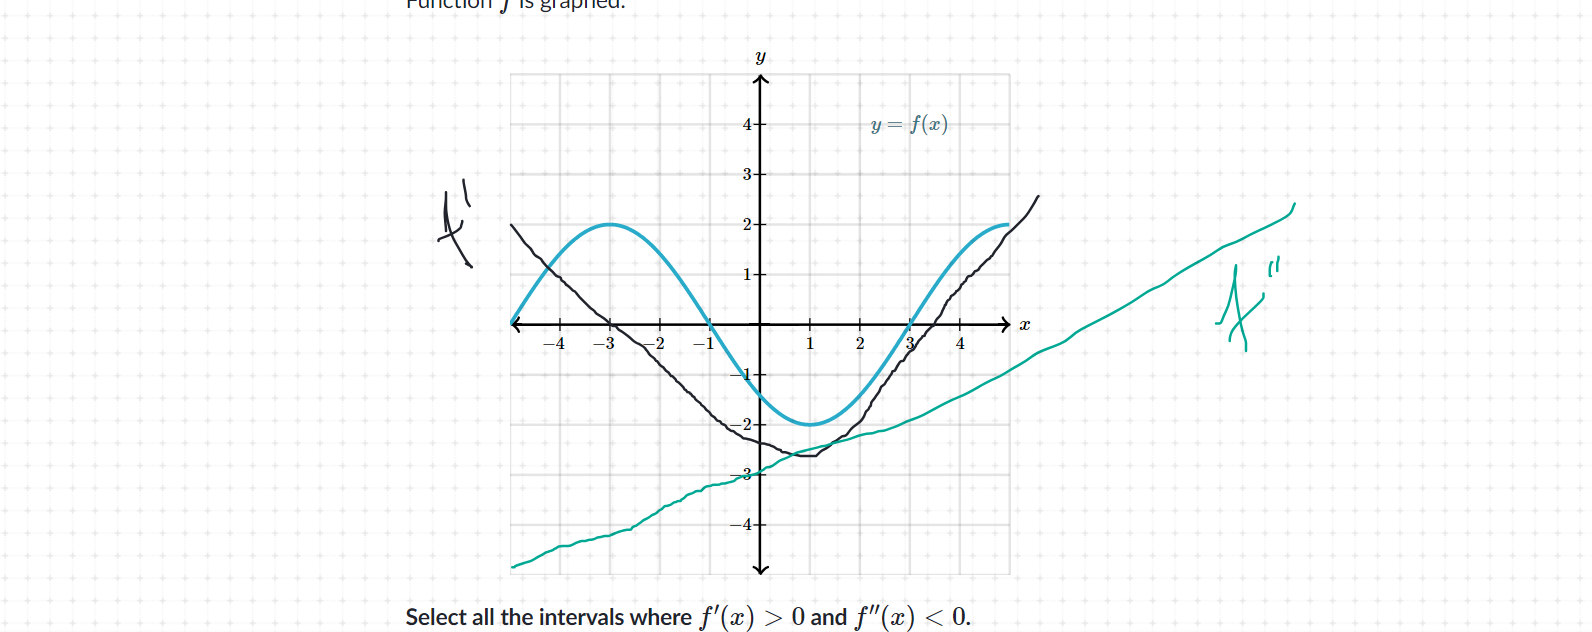 Function f is graphed.
y
4
y = f(x)
3
f'
2
1
f''
x
−4 −3 −2 −1 1 2 3 4
−1
−2
−3
−4
Select all the intervals where f′(x) > 0 and f″(x) < 0.